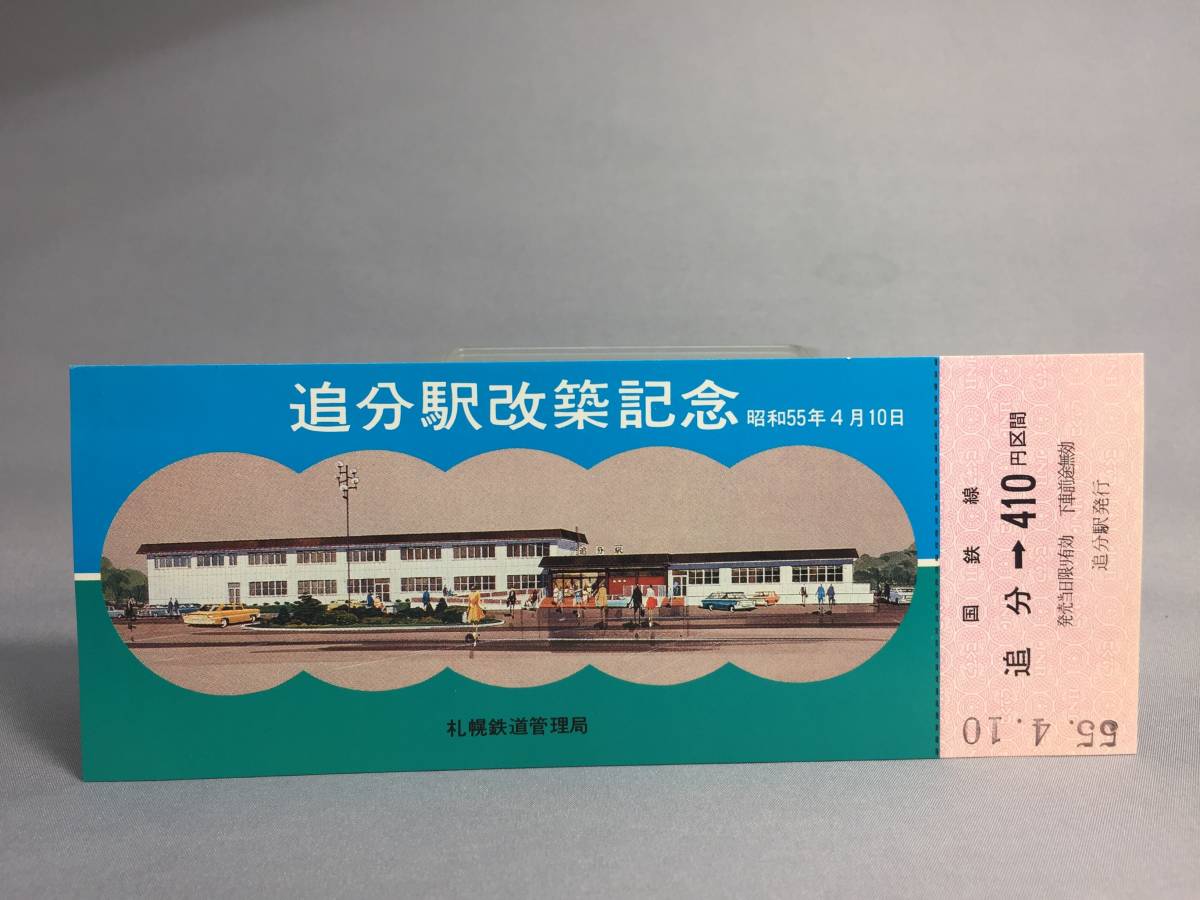 追分駅改築記念 昭和55年4月10日
追分駅
札幌鉄道管理局
国鉄線
追分➡410円区間
発売当日限り有効 下車前途無効
追分駅発行
55.4.10